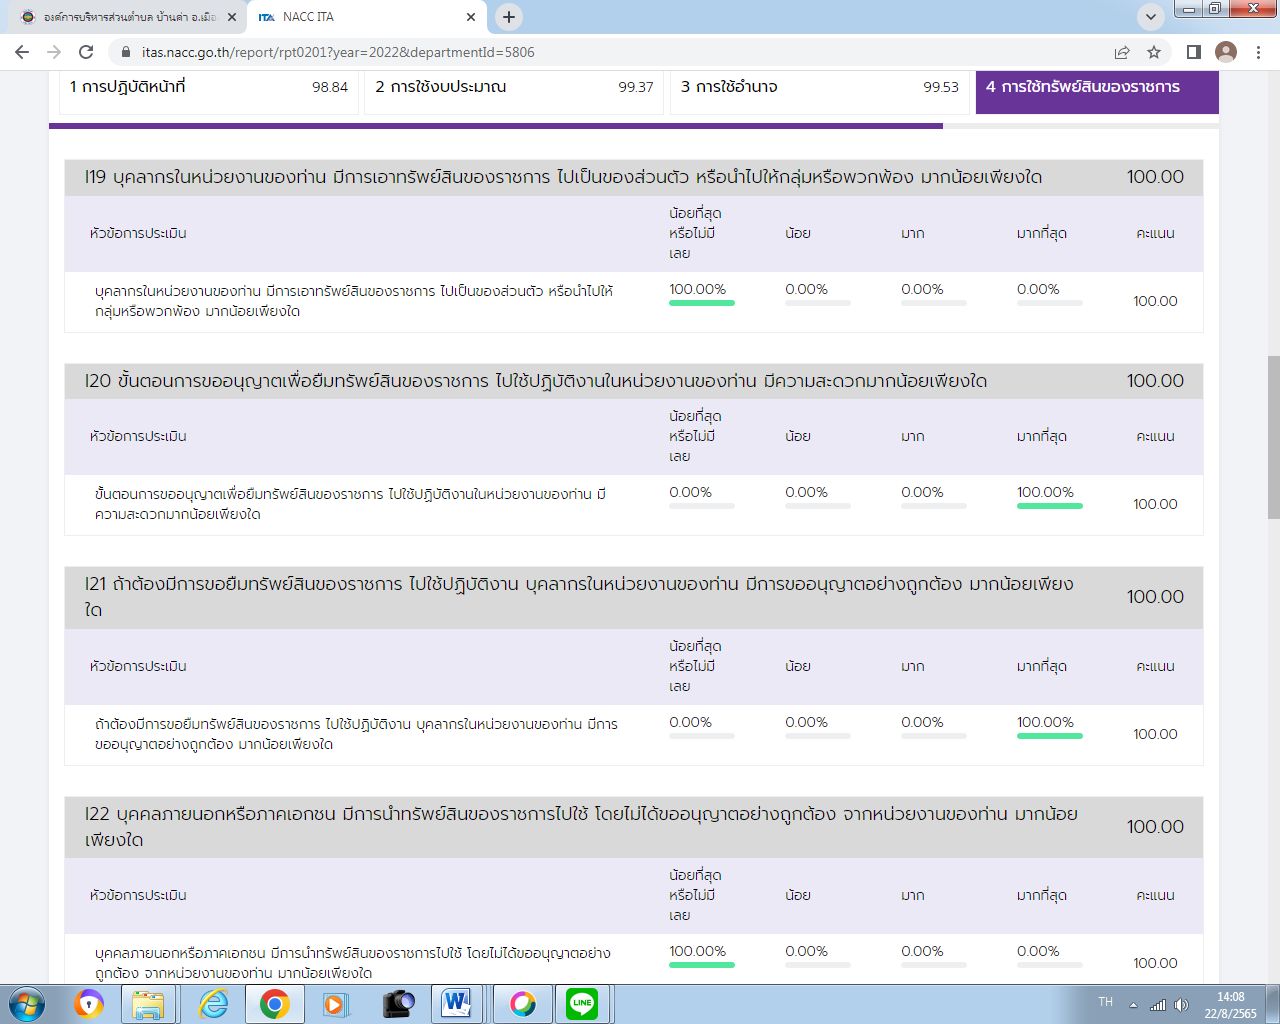 องค์การบริหารส่วนตำบล บ้านค่า อ.เมือ
NACC ITA
itas.nacc.go.th/report/rpt0201?year=2022&departmentId=5806
1 การปฏิบัติหน้าที่ 98.84
2 การใช้งบประมาณ 99.37
3 การใช้อำนาจ 99.53
4 การใช้ทรัพย์สินของราชการ
I19 บุคลากรในหน่วยงานของท่าน มีการเอาทรัพย์สินของราชการ ไปเป็นของส่วนตัว หรือนำไปให้กลุ่มหรือพวกพ้อง มากน้อยเพียงใด 100.00
หัวข้อการประเมิน
น้อยที่สุด
หรือไม่มี
เลย
น้อย
มาก
มากที่สุด
คะแนน
บุคลากรในหน่วยงานของท่าน มีการเอาทรัพย์สินของราชการ ไปเป็นของส่วนตัว หรือนำไปให้
กลุ่มหรือพวกพ้อง มากน้อยเพียงใด
100.00% 0.00% 0.00% 0.00% 100.00
I20 ขั้นตอนการขออนุญาตเพื่อยืมทรัพย์สินของราชการ ไปใช้ปฏิบัติงานในหน่วยงานของท่าน มีความสะดวกมากน้อยเพียงใด 100.00
หัวข้อการประเมิน
น้อยที่สุด
หรือไม่มี
เลย
น้อย
มาก
มากที่สุด
คะแนน
ขั้นตอนการขออนุญาตเพื่อยืมทรัพย์สินของราชการ ไปใช้ปฏิบัติงานในหน่วยงานของท่าน มี
ความสะดวกมากน้อยเพียงใด
0.00% 0.00% 0.00% 100.00% 100.00
I21 ถ้าต้องมีการขอยืมทรัพย์สินของราชการ ไปใช้ปฏิบัติงาน บุคลากรในหน่วยงานของท่าน มีการขออนุญาตอย่างถูกต้อง มากน้อยเพียง
ใด
100.00
หัวข้อการประเมิน
น้อยที่สุด
หรือไม่มี
เลย
น้อย
มาก
มากที่สุด
คะแนน
ถ้าต้องมีการขอยืมทรัพย์สินของราชการ ไปใช้ปฏิบัติงาน บุคลากรในหน่วยงานของท่าน มีการ
ขออนุญาตอย่างถูกต้อง มากน้อยเพียงใด
0.00% 0.00% 0.00% 100.00% 100.00
I22 บุคคลภายนอกหรือภาคเอกชน มีการนำทรัพย์สินของราชการไปใช้ โดยไม่ได้ขออนุญาตอย่างถูกต้อง จากหน่วยงานของท่าน มากน้อย
เพียงใด
100.00
หัวข้อการประเมิน
น้อยที่สุด
หรือไม่มี
เลย
น้อย
มาก
มากที่สุด
คะแนน
บุคคลภายนอกหรือภาคเอกชน มีการนำทรัพย์สินของราชการไปใช้ โดยไม่ได้ขออนุญาตอย่าง
ถูกต้อง จากหน่วยงานของท่าน มากน้อยเพียงใด
100.00% 0.00% 0.00% 0.00% 100.00
LINE
TH
14:08
22/8/2565